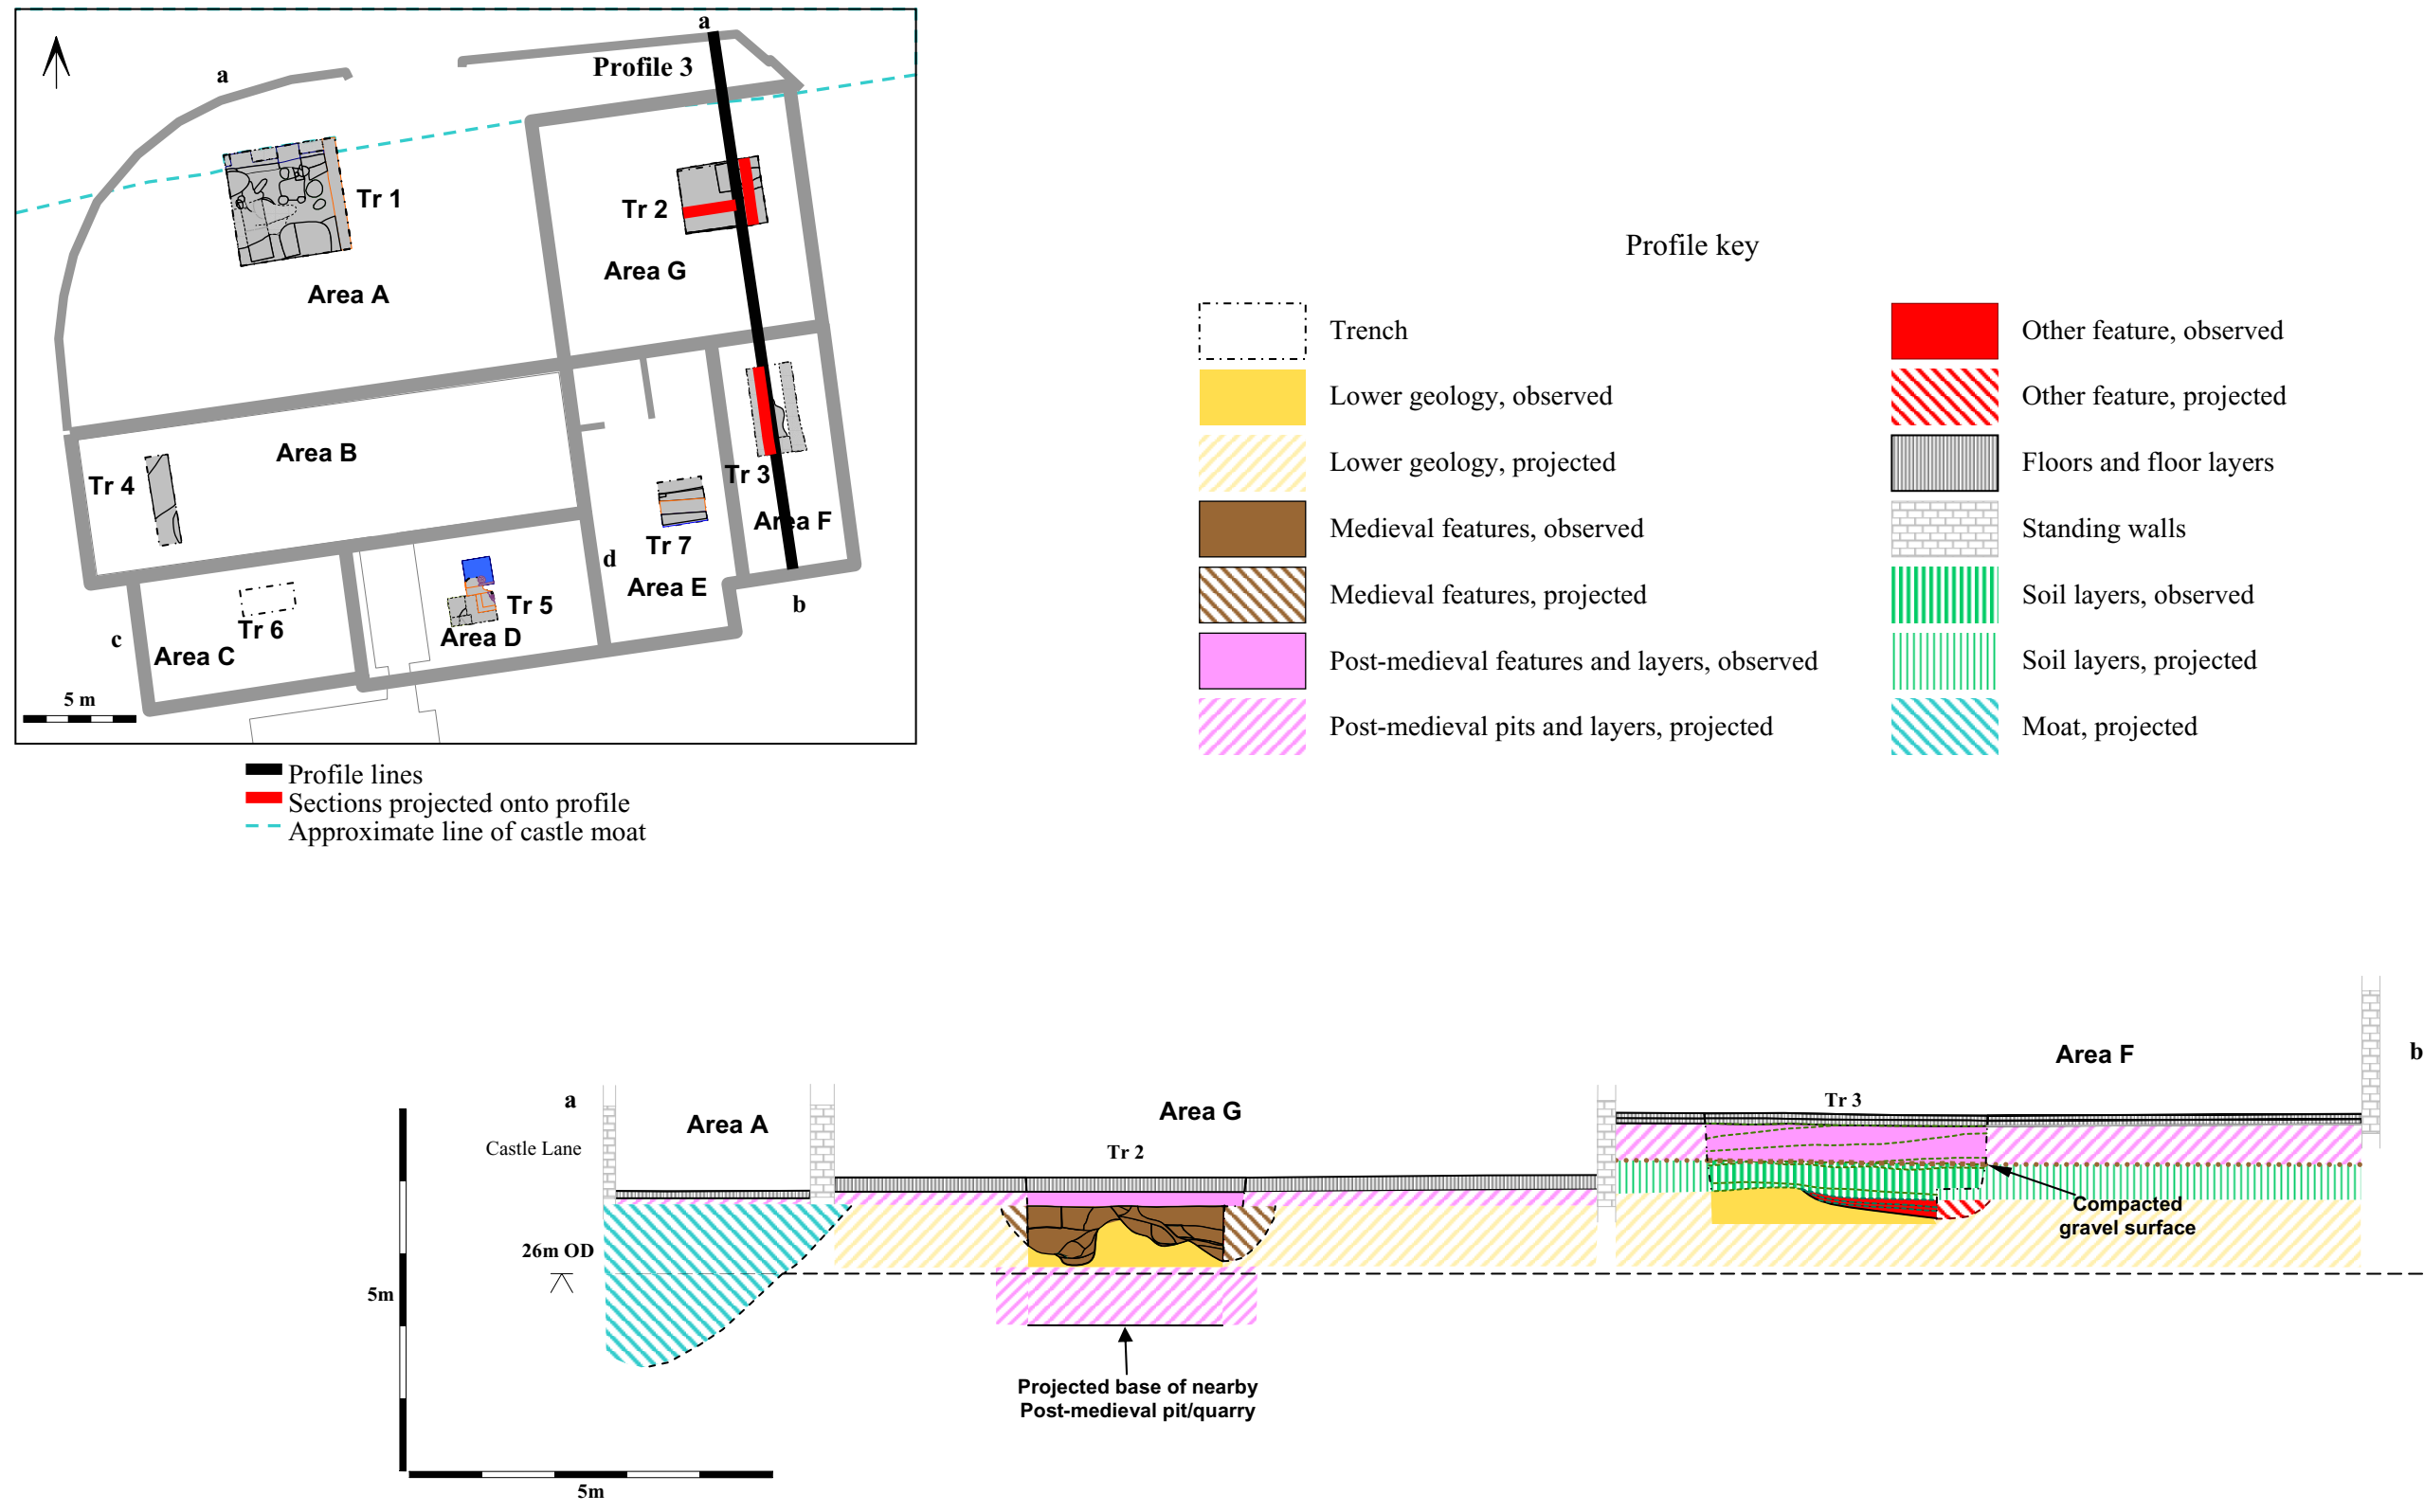 a
a
Profile 3
Tr 1
Tr 2
Area G
Area A
Area B
Tr 4
Tr 3
Area F
Tr 7
d
Area E
Tr 5
Area D
b
Tr 6
c
Area C
5 m
Profile lines
Sections projected onto profile
Approximate line of castle moat
Profile key
Trench
Lower geology, observed
Lower geology, projected
Medieval features, observed
Medieval features, projected
Post-medieval features and layers, observed
Post-medieval pits and layers, projected
Other feature, observed
Other feature, projected
Floors and floor layers
Standing walls
Soil layers, observed
Soil layers, projected
Moat, projected
Area F
b
a
Area A
Area G
Tr 3
Castle Lane
Tr 2
Compacted
gravel surface
26m OD
5m
Projected base of nearby
Post-medieval pit/quarry
5m